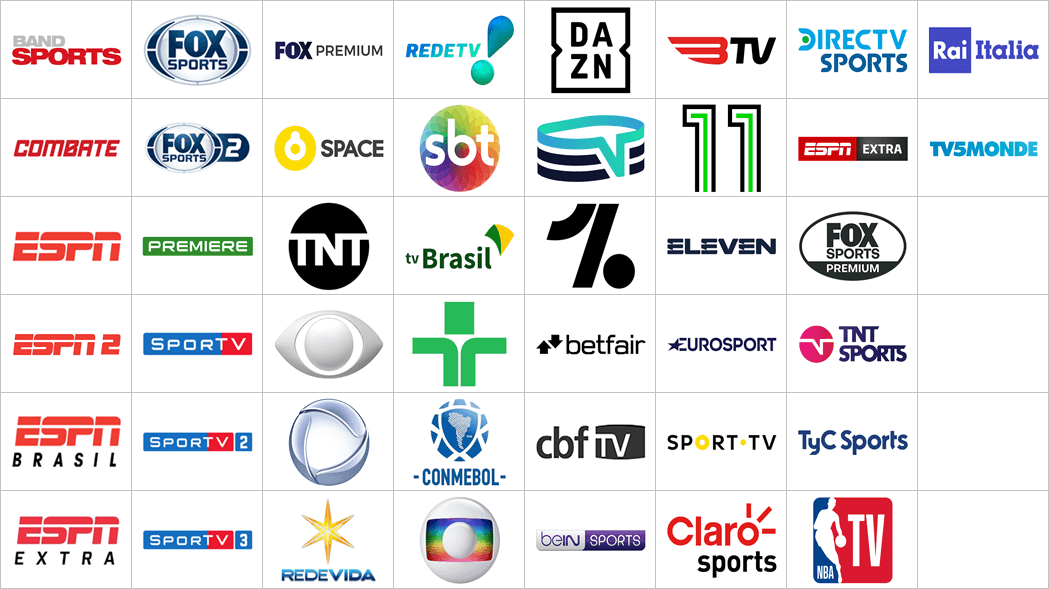 BAND
SPORTS
FOX
SPORTS
FOX PREMIUM
REDETV
DA
ZN
BTV
DIRECTV
SPORTS
Rai Italia
COMBATE
FOX
SPORTS 2
SPACE
sbt
11
ESPN EXTRA
TV5MONDE
ESPN
PREMIERE
TNT
tv Brasil
1
ELEVEN
FOX
SPORTS
PREMIUM
ESPN 2
SPORTV
betfair
EUROSPORT
TNT
SPORTS
ESPN
BRASIL
SPORTV 2
-CONMEBOL-
cbf TV
SPORT•TV
TyC Sports
ESPN
EXTRA
SPORTV 3
REDEVIDA
beIN SPORTS
Claro
sports
NBA
TV